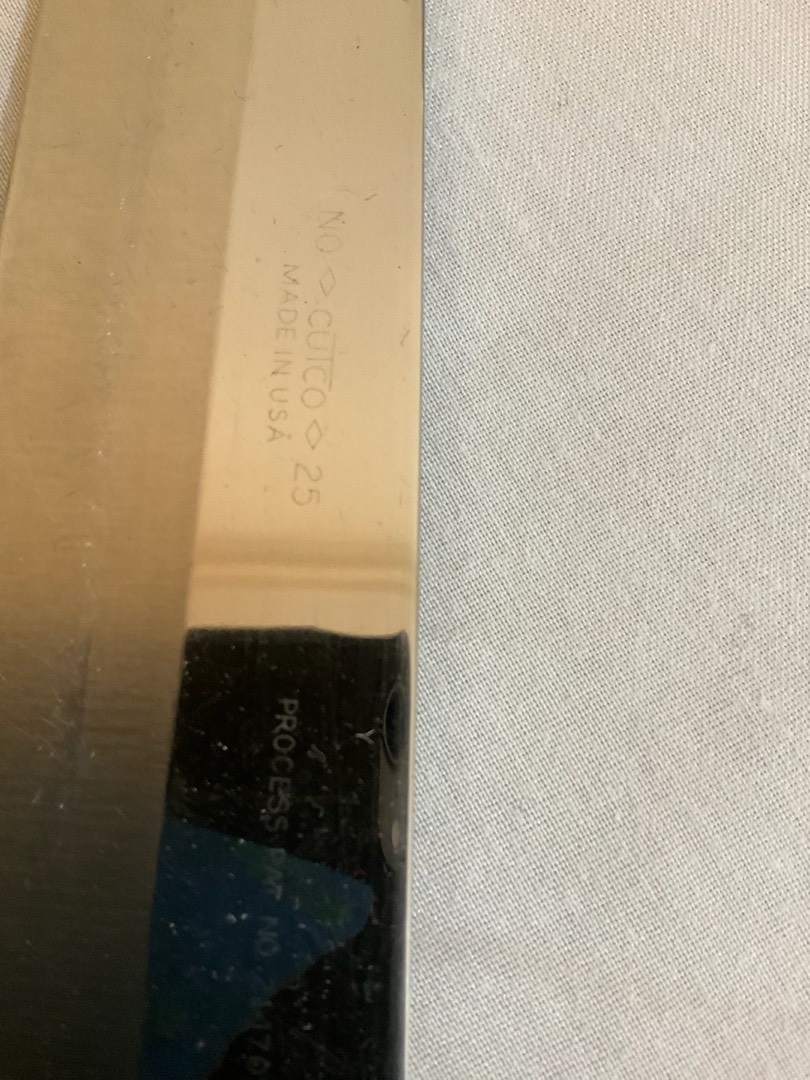 NO ◇ CUTCO ◇ 25
MADE IN USA
PROCESS PAT NO.